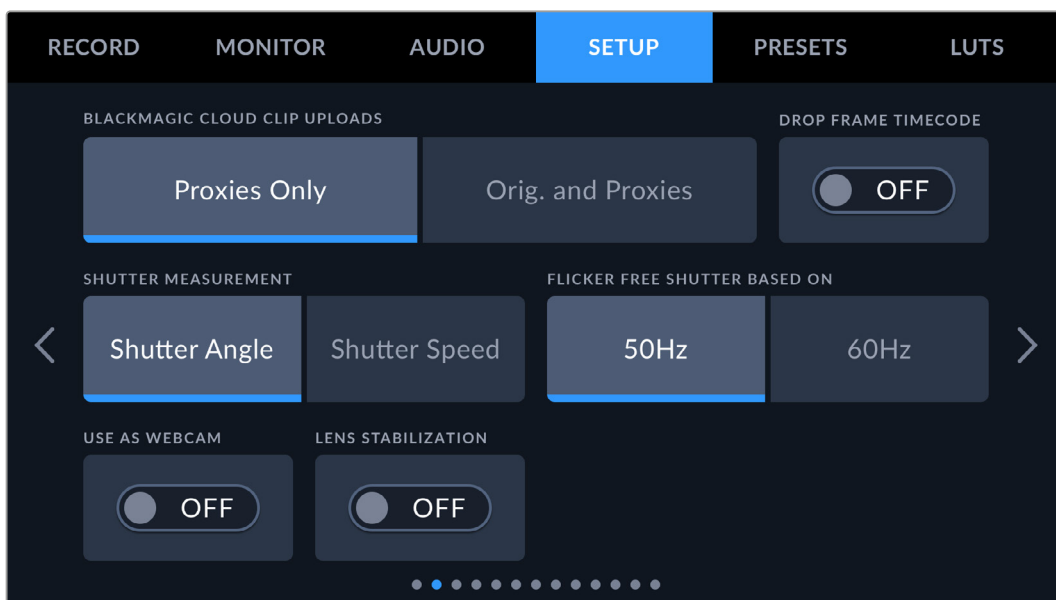 RECORD MONITOR AUDIO SETUP PRESETS LUTS
BLACKMAGIC CLOUD CLIP UPLOADS DROP FRAME TIMECODE
Proxies Only Orig. and Proxies OFF
SHUTTER MEASUREMENT FLICKER FREE SHUTTER BASED ON
Shutter Angle Shutter Speed 50Hz 60Hz
USE AS WEBCAM LENS STABILIZATION
OFF OFF